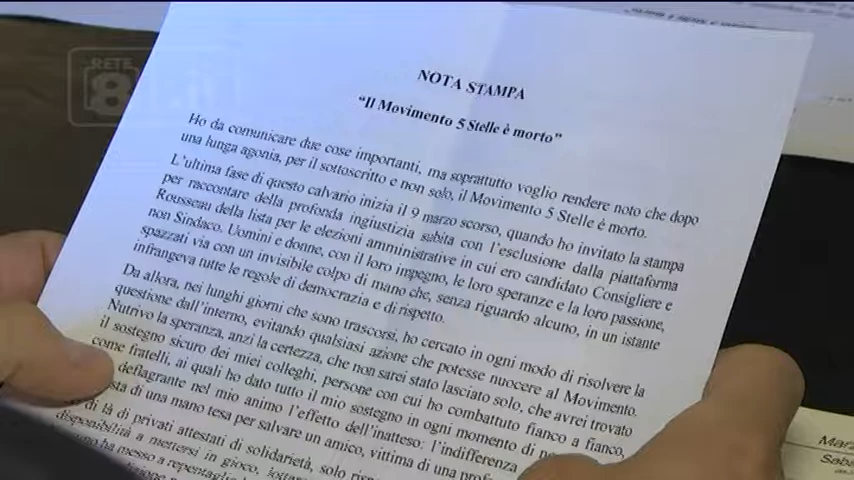 RETE
8
NOTA STAMPA
"Il Movimento 5 Stelle è morto"
Ho da comunicare due cose importanti, ma soprattutto voglio rendere noto che dopo
una lunga agonia, per il sottoscritto e non solo, il Movimento 5 Stelle è morto.
L'ultima fase di questo calvario inizia il 9 marzo scorso, quando ho invitato la stampa
per raccontare della profonda ingiustizia subita con l'esclusione dalla piattaforma
Rousseau della lista per le elezioni amministrative in cui ero candidato Consigliere e
non Sindaco. Uomini e donne, con il loro impegno, le loro speranze e la loro passione,
spazzati via con un invisibile colpo di mano che, senza riguardo alcuno, in un istante
infrangeva tutte le regole di democrazia e di rispetto.
Da allora, nei lunghi giorni che sono trascorsi, ho cercato in ogni modo di risolvere la
questione dall'interno, evitando qualsiasi azione che potesse nuocere al Movimento.
Nutrivo la speranza, anzi la certezza, che non sarei stato lasciato solo, che avrei trovato
il sostegno sicuro dei miei colleghi, persone con cui ho combattuto fianco a fianco,
come fratelli, ai quali ho dato tutto il mio sostegno in ogni momento di
deflagrante nel mio animo l'effetto dell'inatteso: l'indifferenza
di una mano tesa per salvare un amico, vittima di una
di là di privati attestati di solidarietà, solo
disponibilità a mettersi in gioco,
ha messo a repentaglio